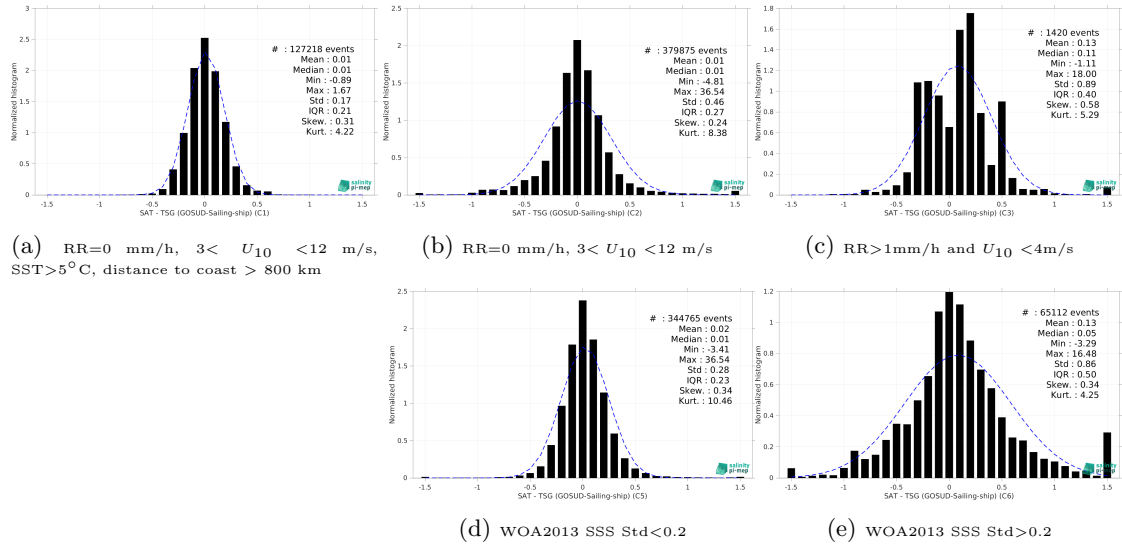 3
2.5
2
1.5
1
0.5
0
Normalized histogram
# : 127218 events
Mean : 0.01
Median : 0.01
Min : -0.89
Max : 1.67
Std : 0.17
IQR : 0.21
Skew. : 0.31
Kurt. : 4.22
salinity
pi-mep
-1.5 -1 -0.5 0 0.5 1 1.5
SAT - TSG (GOSUD-Sailing-ship) (C1)
(a) RR=0 mm/h, 3< U10 <12 m/s,
SST>5°C, distance to coast > 800 km
2.5
2
1.5
1
0.5
0
Normalized histogram
# : 379875 events
Mean : 0.01
Median : 0.01
Min : -4.81
Max : 36.54
Std : 0.46
IQR : 0.27
Skew. : 0.24
Kurt. : 8.38
salinity
pi-mep
-1.5 -1 -0.5 0 0.5 1 1.5
SAT - TSG (GOSUD-Sailing-ship) (C2)
(b) RR=0 mm/h, 3< U10 <12 m/s
1.8
1.6
1.4
1.2
1
0.8
0.6
0.4
0.2
0
Normalized histogram
# : 1420 events
Mean : 0.13
Median : 0.11
Min : -1.11
Max : 18.00
Std : 0.89
IQR : 0.40
Skew. : 0.58
Kurt. : 5.29
salinity
pi-mep
-1.5 -1 -0.5 0 0.5 1 1.5
SAT - TSG (GOSUD-Sailing-ship) (C3)
(c) RR>1mm/h and U10 <4m/s
2.5
2
1.5
1
0.5
0
Normalized histogram
# : 344765 events
Mean : 0.02
Median : 0.01
Min : -3.41
Max : 36.54
Std : 0.28
IQR : 0.23
Skew. : 0.34
Kurt. : 10.46
salinity
pi-mep
-1.5 -1 -0.5 0 0.5 1 1.5
SAT - TSG (GOSUD-Sailing-ship) (C5)
(d) WOA2013 SSS Std<0.2
1.2
1
0.8
0.6
0.4
0.2
0
Normalized histogram
# : 65112 events
Mean : 0.13
Median : 0.05
Min : -3.29
Max : 16.48
Std : 0.86
IQR : 0.50
Skew. : 0.34
Kurt. : 4.25
salinity
pi-mep
-1.5 -1 -0.5 0 0.5 1 1.5
SAT - TSG (GOSUD-Sailing-ship) (C6)
(e) WOA2013 SSS Std>0.2